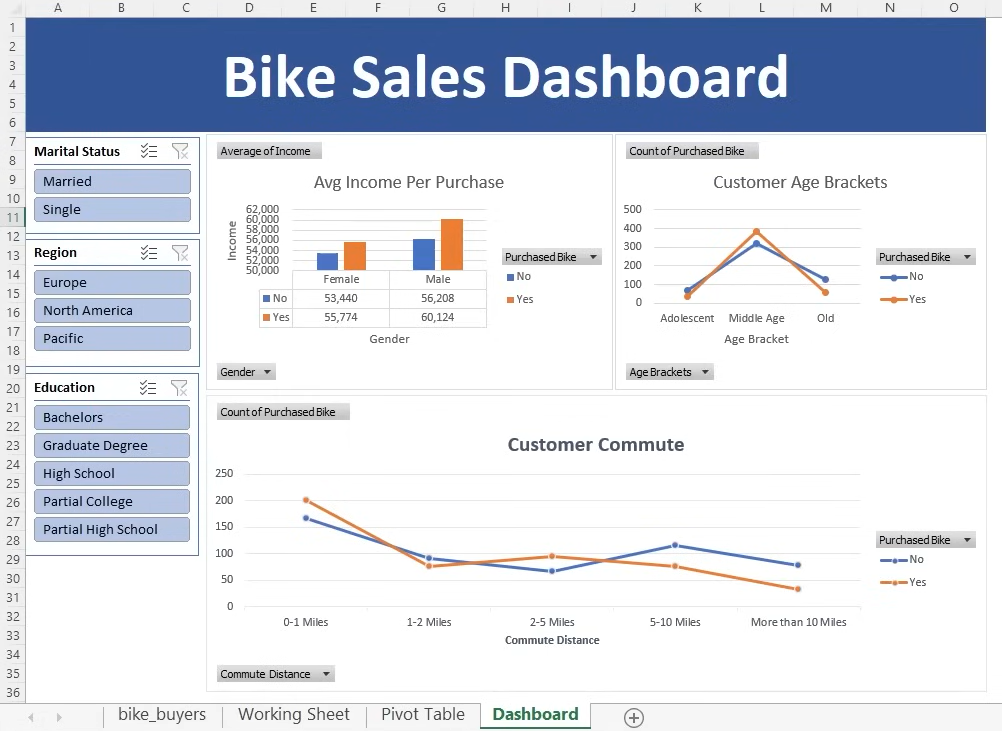 A B C D E F G H I J K L M N O
1
2
3
4
5
6
7
8
9
10
11
12
13
14
15
16
17
18
19
20
21
22
23
24
25
26
27
28
29
30
31
32
33
34
35
36
Bike Sales Dashboard
Marital Status
Married
Single
Region
Europe
North America
Pacific
Education
Bachelors
Graduate Degree
High School
Partial College
Partial High School
Average of Income
Avg Income Per Purchase
Income
62,000
60,000
58,000
56,000
54,000
52,000
50,000
Female Male
No 53,440 56,208
Yes 55,774 60,124
Gender
Purchased Bike
No
Yes
Gender
Count of Purchased Bike
Customer Age Brackets
500
400
300
200
100
0
Adolescent Middle Age Old
Age Bracket
Purchased Bike
No
Yes
Age Brackets
Count of Purchased Bike
Customer Commute
250
200
150
100
50
0
0-1 Miles 1-2 Miles 2-5 Miles 5-10 Miles More than 10 Miles
Commute Distance
Purchased Bike
No
Yes
Commute Distance
bike_buyers Working Sheet Pivot Table Dashboard